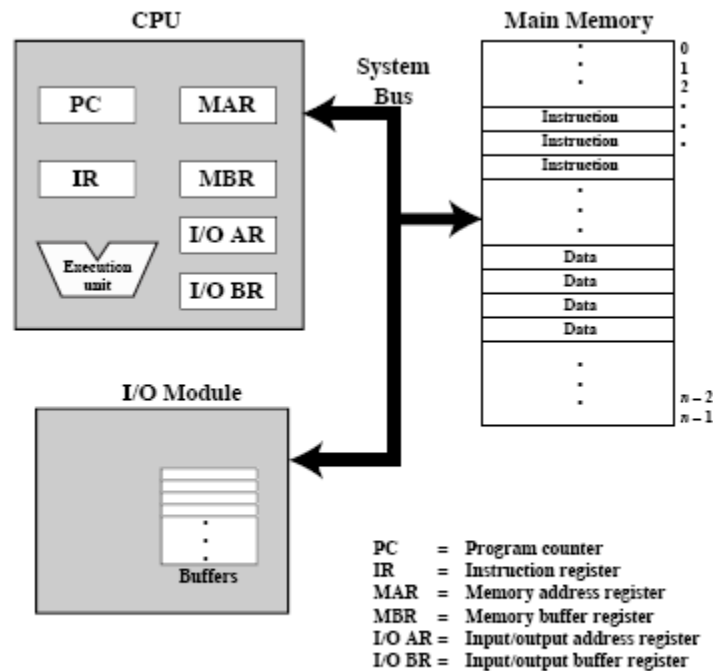 CPU
PC
MAR
IR
MBR
I/O AR
Execution
unit
I/O BR
System
Bus
Main Memory
0
1
2
Instruction
Instruction
Instruction
Data
Data
Data
Data
n – 2
n – 1
I/O Module
Buffers
PC = Program counter
IR = Instruction register
MAR = Memory address register
MBR = Memory buffer register
I/O AR = Input/output address register
I/O BR = Input/output buffer register